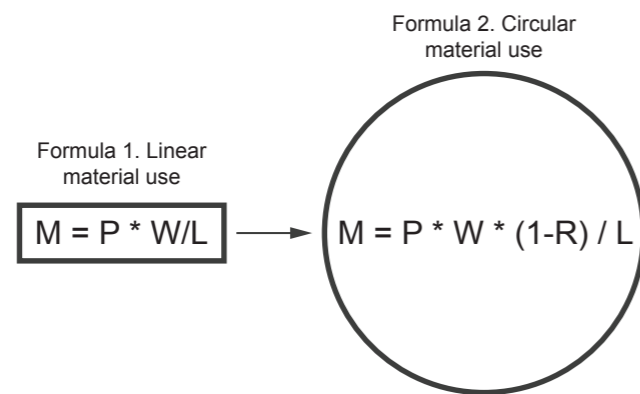 Formula 1. Linear
material use
M = P * W/L
Formula 2. Circular
material use
M = P * W * (1-R) / L